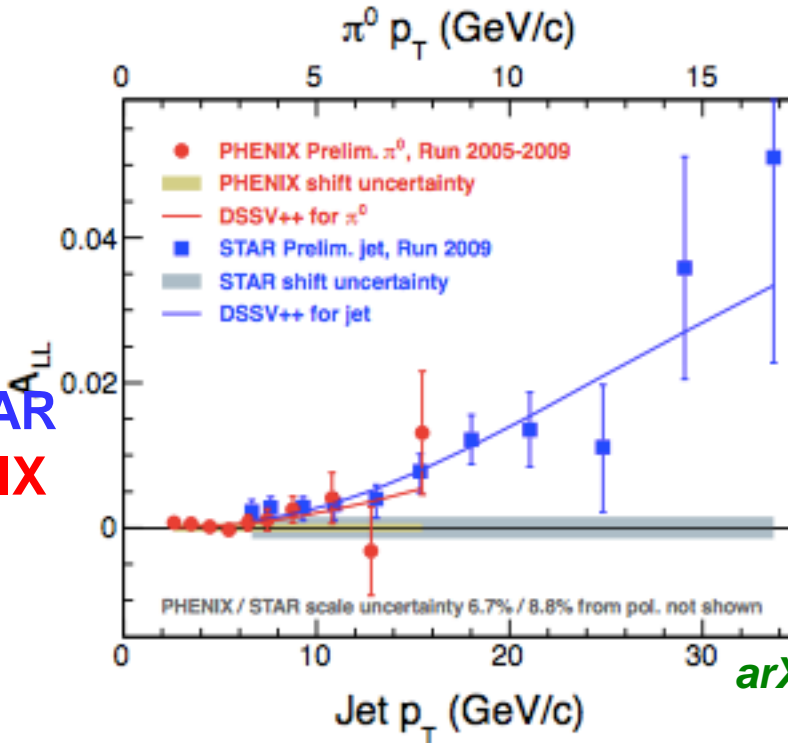 π⁰ p_T (GeV/c)
0 5 10 15
PHENIX Prelim. π⁰, Run 2005-2009
PHENIX shift uncertainty
DSSV++ for π⁰
STAR Prelim. jet, Run 2009
STAR shift uncertainty
DSSV++ for jet
0.04
0.02
0
A_LL
AR
IX
PHENIX / STAR scale uncertainty 6.7% / 8.8% from pol. not shown
0 10 20 30
arX
Jet p_T (GeV/c)